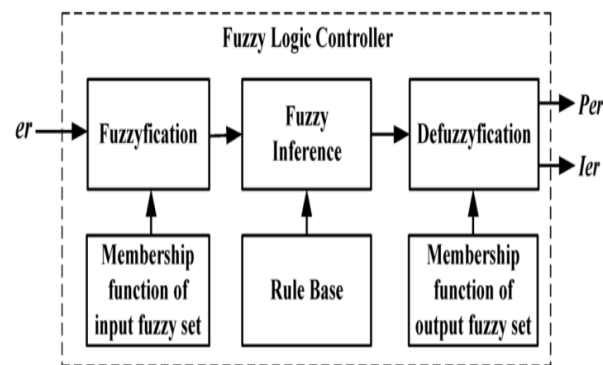 Fuzzy Logic Controller
er
Fuzzyfication
Fuzzy
Inference
Defuzzyfication
Per
Ier
Membership
function of
input fuzzy set
Rule Base
Membership
function of
output fuzzy set